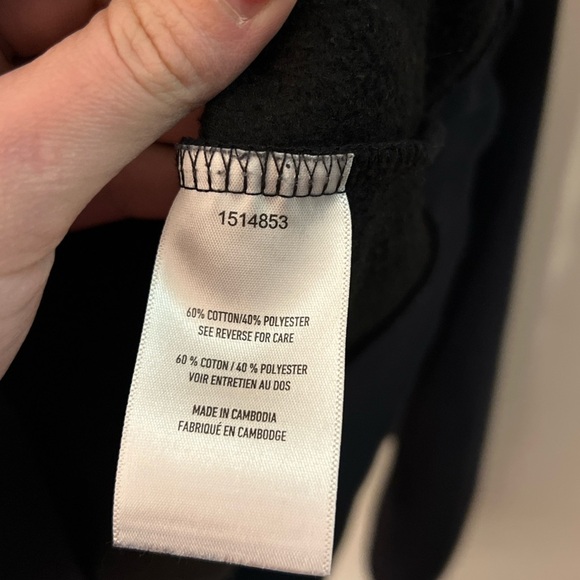 1514853
60% COTTON/40% POLYESTER
SEE REVERSE FOR CARE
60 % COTON / 40 % POLYESTER
VOIR ENTRETIEN AU DOS
MADE IN CAMBODIA
FABRIQUÉ EN CAMBODGE